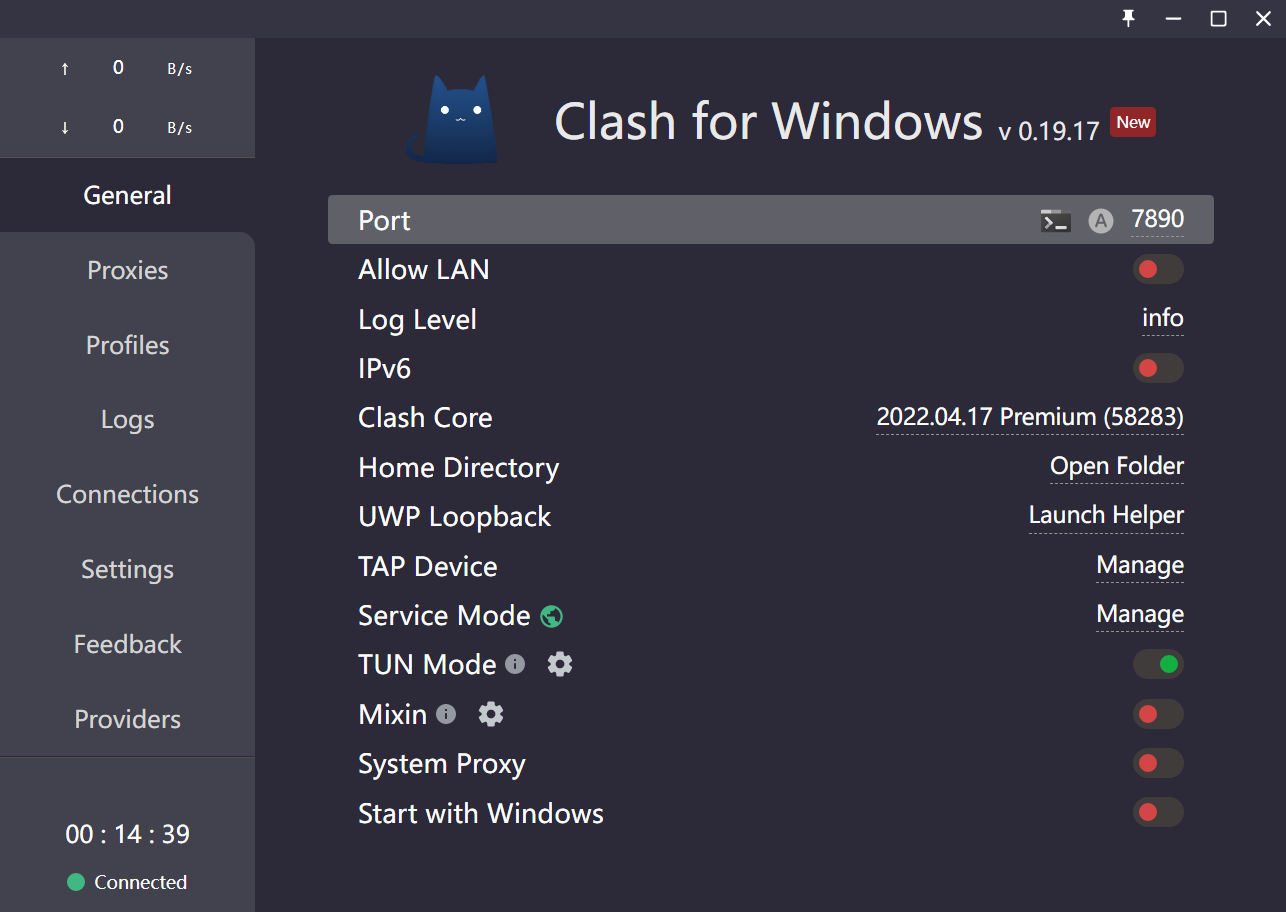 ↑ 0 B/s
↓ 0 B/s
General
Proxies
Profiles
Logs
Connections
Settings
Feedback
Providers
00 : 14 : 39
Connected
Clash for Windows v 0.19.17 New
Port A 7890
Allow LAN
Log Level info
IPv6
Clash Core 2022.04.17 Premium (58283)
Home Directory Open Folder
UWP Loopback Launch Helper
TAP Device Manage
Service Mode Manage
TUN Mode
Mixin
System Proxy
Start with Windows